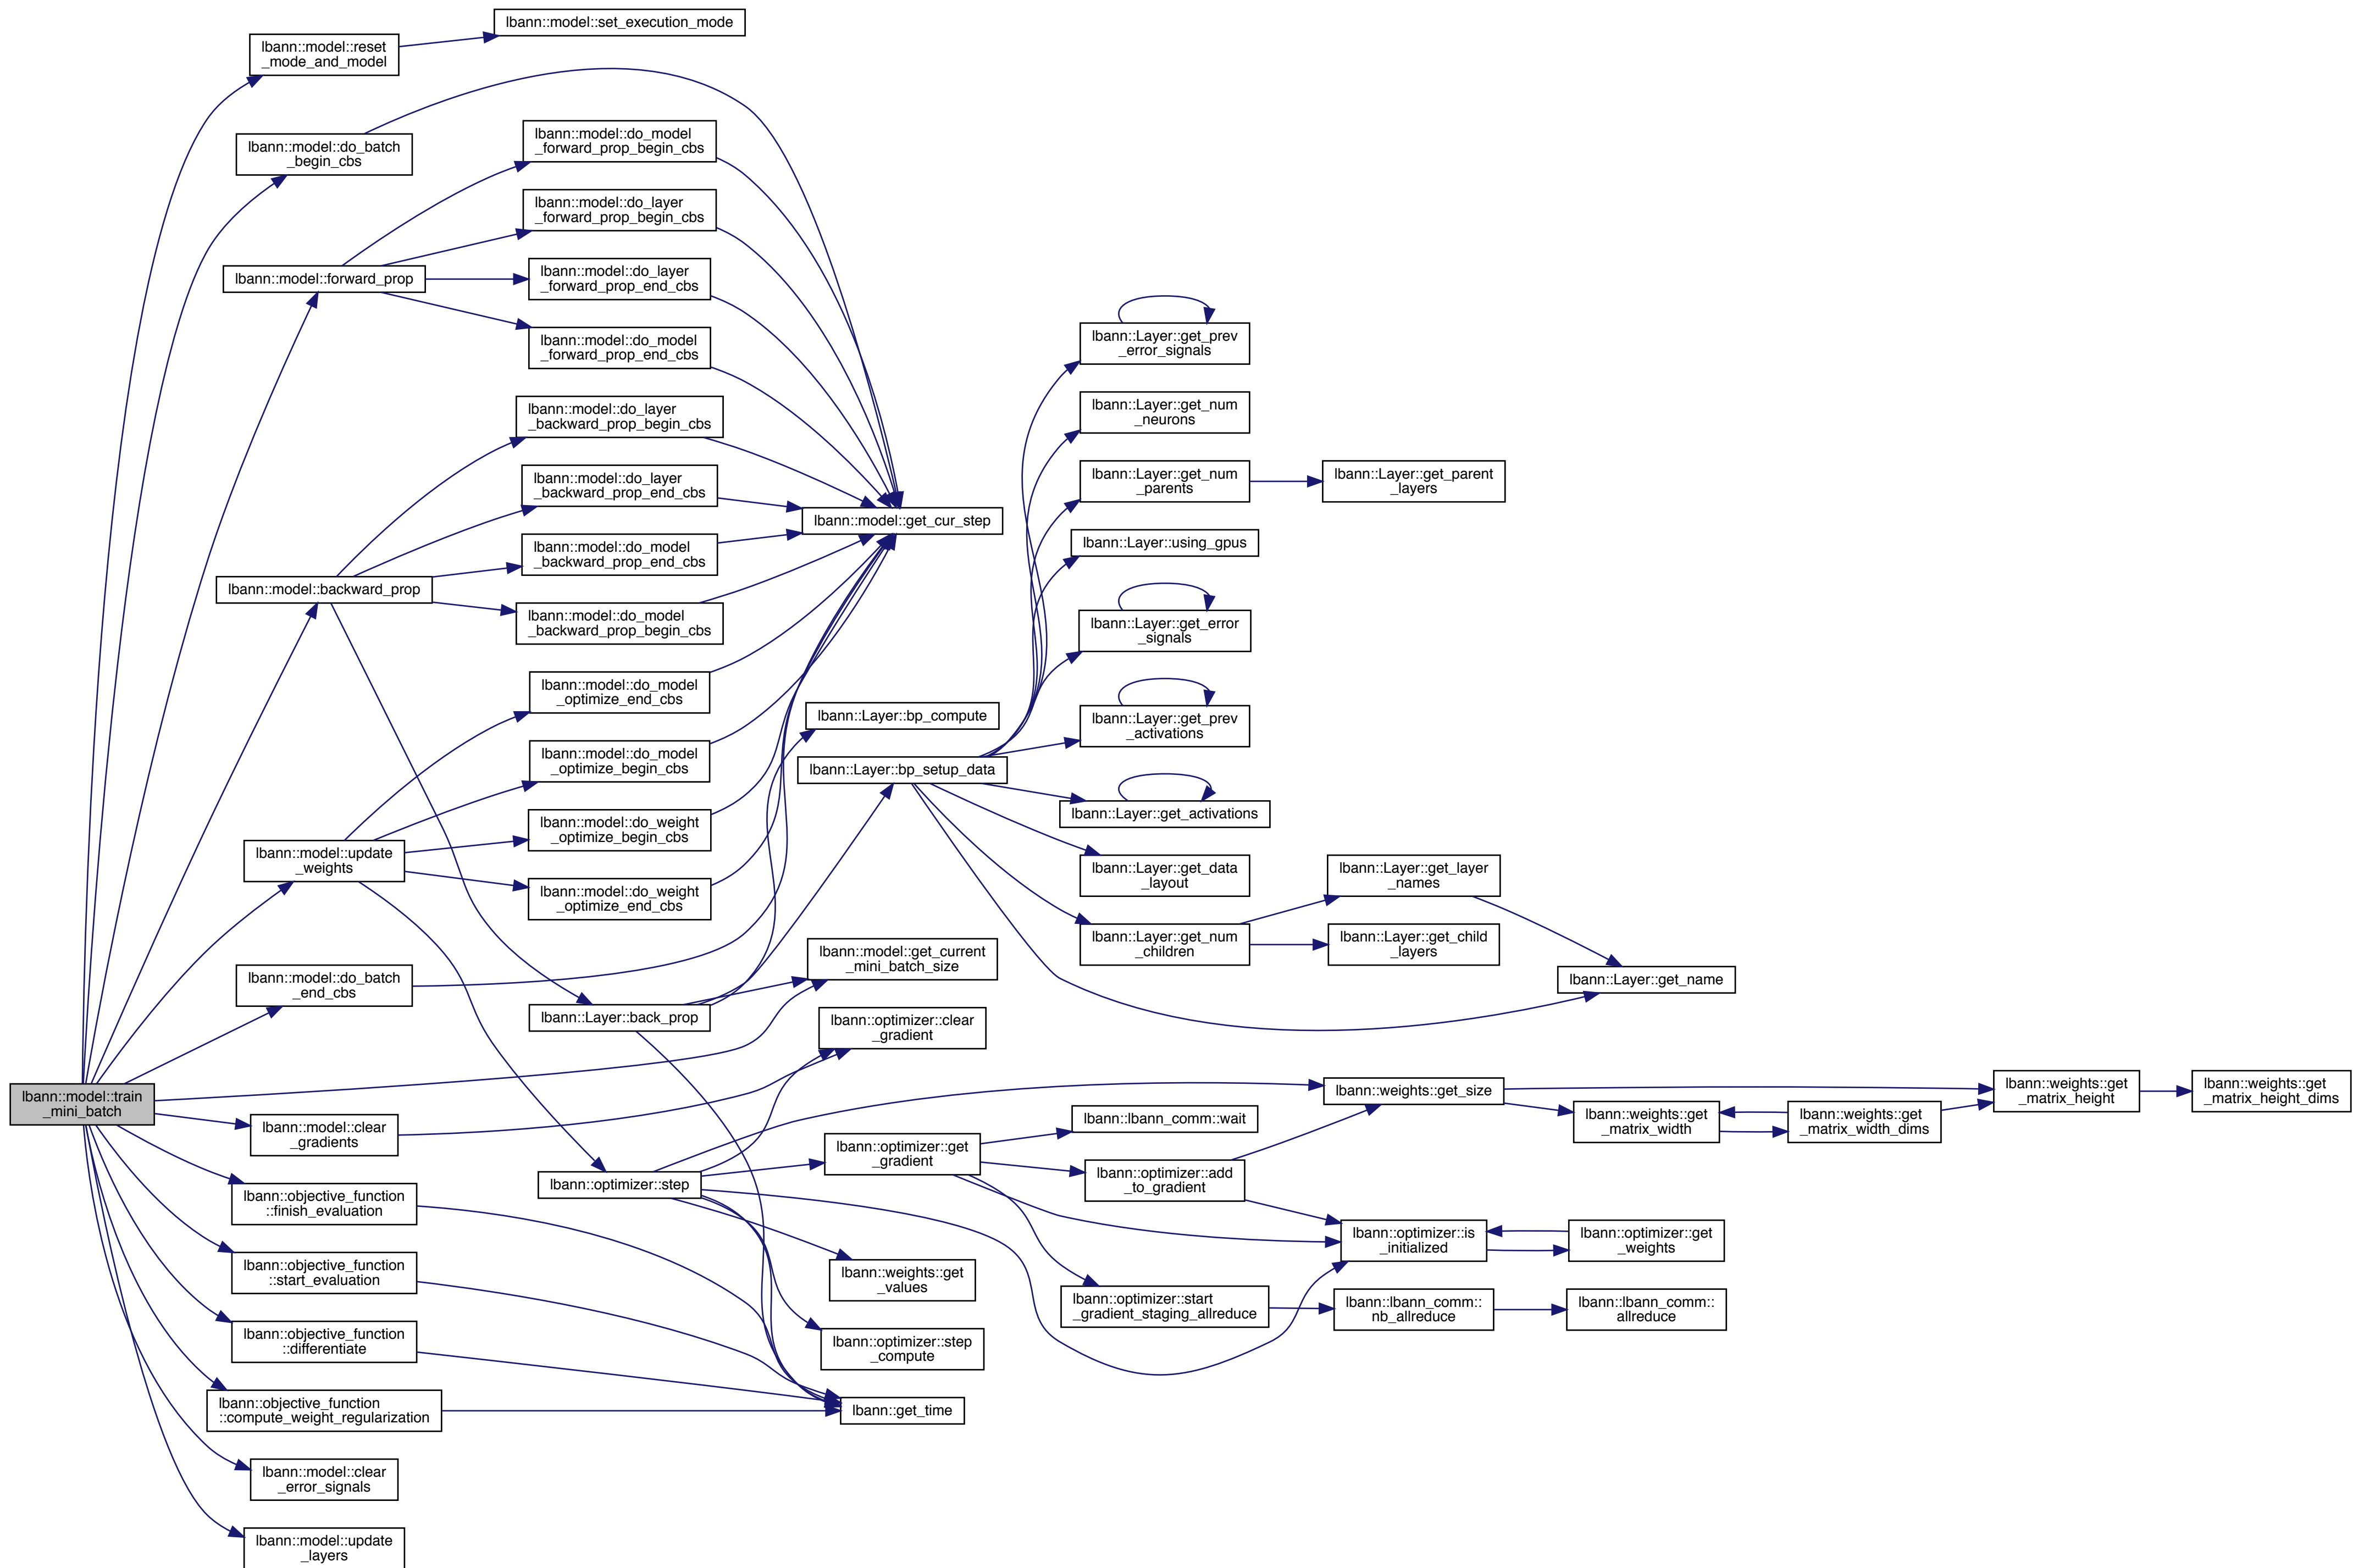 lbann::model::train
_mini_batch
lbann::model::reset
_mode_and_model
lbann::model::set_execution_mode
lbann::model::do_batch
_begin_cbs
lbann::model::forward_prop
lbann::model::do_model
_forward_prop_begin_cbs
lbann::model::do_layer
_forward_prop_begin_cbs
lbann::model::do_layer
_forward_prop_end_cbs
lbann::model::do_model
_forward_prop_end_cbs
lbann::model::backward_prop
lbann::model::do_layer
_backward_prop_begin_cbs
lbann::model::do_layer
_backward_prop_end_cbs
lbann::model::do_model
_backward_prop_end_cbs
lbann::model::do_model
_backward_prop_begin_cbs
lbann::model::get_cur_step
lbann::model::update
_weights
lbann::model::do_model
_optimize_end_cbs
lbann::model::do_model
_optimize_begin_cbs
lbann::model::do_weight
_optimize_begin_cbs
lbann::model::do_weight
_optimize_end_cbs
lbann::model::do_batch
_end_cbs
lbann::Layer::back_prop
lbann::Layer::bp_compute
lbann::Layer::bp_setup_data
lbann::model::get_current
_mini_batch_size
lbann::optimizer::clear
_gradient
lbann::Layer::get_prev
_error_signals
lbann::Layer::get_num
_neurons
lbann::Layer::get_num
_parents
lbann::Layer::get_parent
_layers
lbann::Layer::using_gpus
lbann::Layer::get_error
_signals
lbann::Layer::get_prev
_activations
lbann::Layer::get_activations
lbann::Layer::get_data
_layout
lbann::Layer::get_num
_children
lbann::Layer::get_layer
_names
lbann::Layer::get_child
_layers
lbann::Layer::get_name
lbann::model::clear
_gradients
lbann::objective_function
::finish_evaluation
lbann::objective_function
::start_evaluation
lbann::objective_function
::differentiate
lbann::objective_function
::compute_weight_regularization
lbann::model::clear
_error_signals
lbann::model::update
_layers
lbann::optimizer::step
lbann::optimizer::get
_gradient
lbann::weights::get
_values
lbann::optimizer::step
_compute
lbann::get_time
lbann::lbann_comm::wait
lbann::optimizer::add
_to_gradient
lbann::optimizer::start
_gradient_staging_allreduce
lbann::weights::get_size
lbann::optimizer::is
_initialized
lbann::lbann_comm::
nb_allreduce
lbann::weights::get
_matrix_width
lbann::optimizer::get
_weights
lbann::lbann_comm::
allreduce
lbann::weights::get
_matrix_width_dims
lbann::weights::get
_matrix_height
lbann::weights::get
_matrix_height_dims